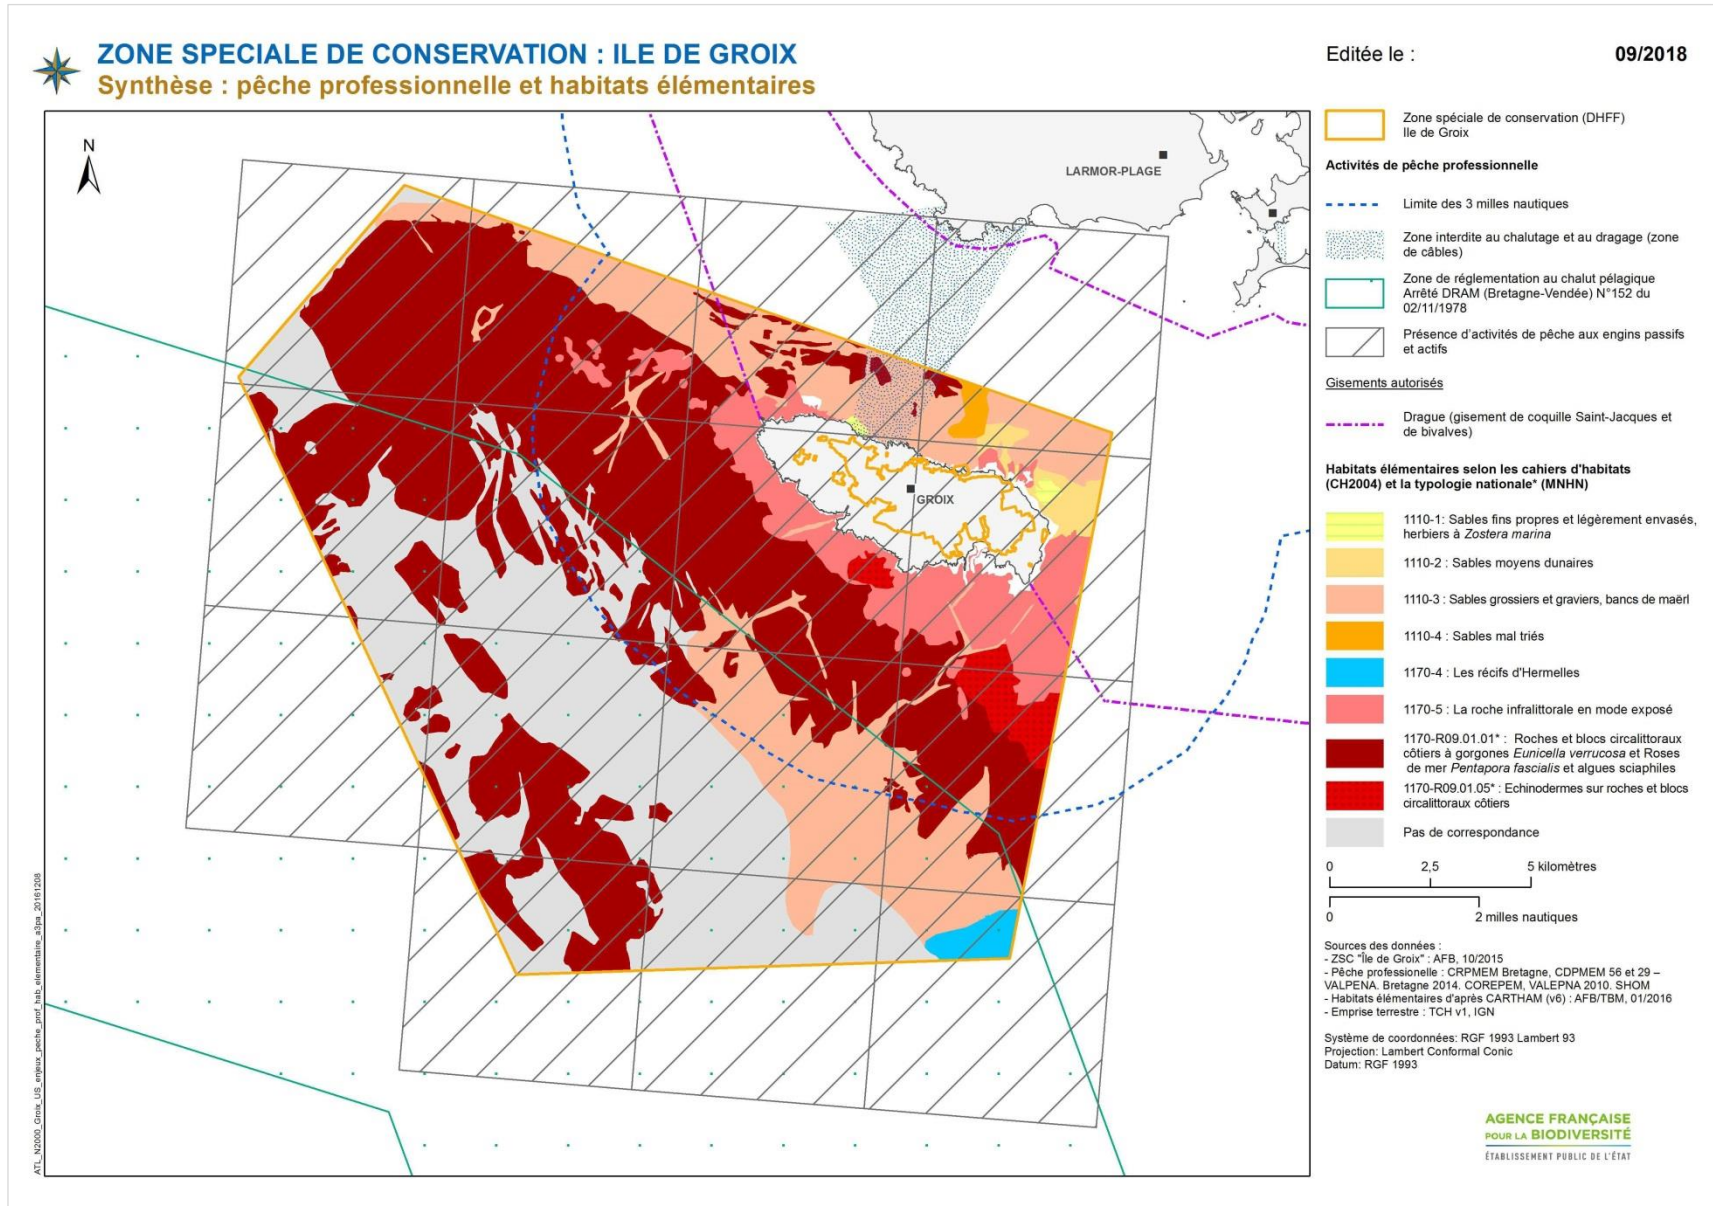 ZONE SPECIALE DE CONSERVATION : ILE DE GROIX
Synthèse : pêche professionnelle et habitats élémentaires
Editée le : 09/2018
N
LARMOR-PLAGE
GROIX
Zone spéciale de conservation (DHFF)
Ile de Groix
Activités de pêche professionnelle
Limite des 3 milles nautiques
Zone interdite au chalutage et au dragage (zone
de câbles)
Zone de réglementation au chalut pélagique
Arrêté DRAM (Bretagne-Vendée) N°152 du
02/11/1978
Présence d'activités de pêche aux engins passifs
et actifs
Gisements autorisés
Drague (gisement de coquille Saint-Jacques et
de bivalves)
Habitats élémentaires selon les cahiers d'habitats
(CH2004) et la typologie nationale* (MNHN)
1110-1: Sables fins propres et légèrement envasés,
herbiers à Zostera marina
1110-2 : Sables moyens dunaires
1110-3 : Sables grossiers et graviers, bancs de maërl
1110-4 : Sables mal triés
1170-4 : Les récifs d'Hermelles
1170-5 : La roche infralittorale en mode exposé
1170-R09.01.01* : Roches et blocs circalittoraux
côtiers à gorgones Eunicella verrucosa et Roses
de mer Pentapora fascialis et algues sciaphiles
1170-R09.01.05* : Echinodermes sur roches et blocs
circalittoraux côtiers
Pas de correspondance
0 2,5 5 kilomètres
0 2 milles nautiques
Sources des données :
- ZSC "Île de Groix" : AFB, 10/2015
- Pêche professionnelle : CRPMEM Bretagne, CDPMEM 56 et 29 –
VALPENA. Bretagne 2014. COREPEM, VALEPNA 2010. SHOM
- Habitats élémentaires d'après CARTHAM (v6) : AFB/TBM, 01/2016
- Emprise terrestre : TCH v1, IGN
Système de coordonnées: RGF 1993 Lambert 93
Projection: Lambert Conformal Conic
Datum: RGF 1993
AGENCE FRANÇAISE
POUR LA BIODIVERSITÉ
ÉTABLISSEMENT PUBLIC DE L'ÉTAT
ATL_N2000_Groix_US_enjeux_peche_prof_hab_elementaire_a3pa_20161208